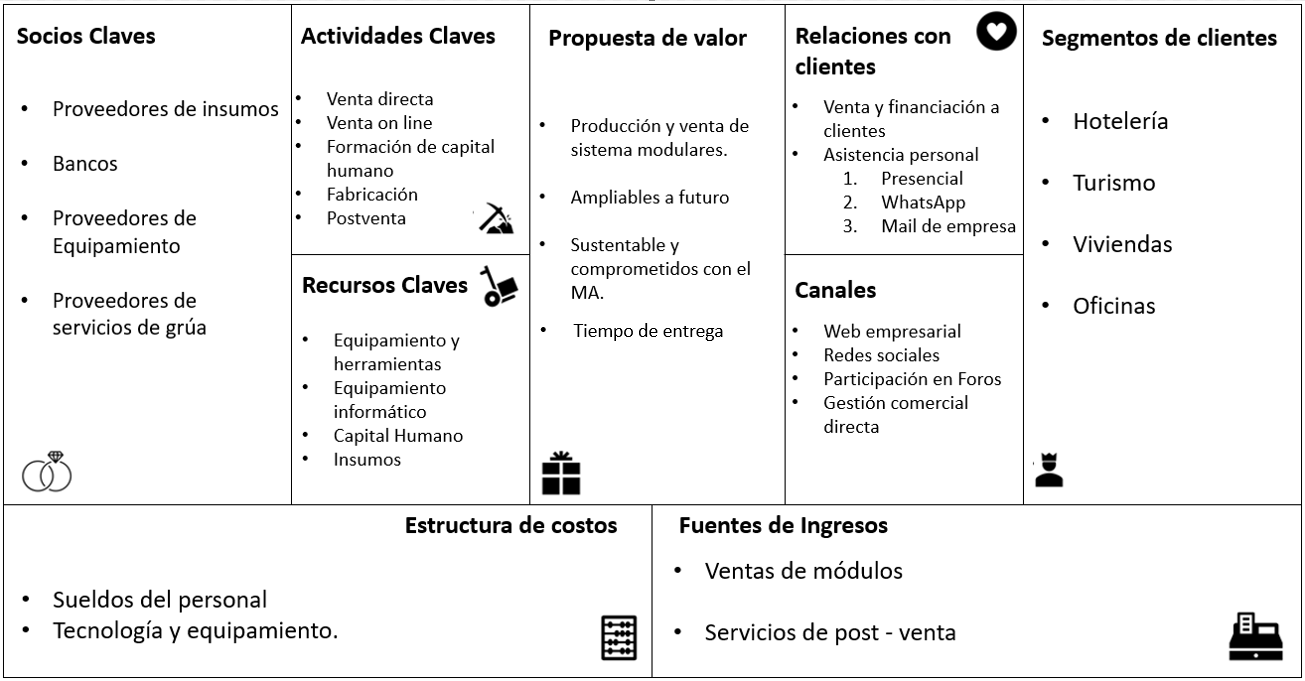 Socios Claves
• Proveedores de insumos
• Bancos
• Proveedores de
Equipamiento
• Proveedores de
servicios de grúa
Actividades Claves
• Venta directa
• Venta on line
• Formación de capital
humano
• Fabricación
• Postventa
Recursos Claves
• Equipamiento y
herramientas
• Equipamiento
informático
• Capital Humano
• Insumos
Propuesta de valor
• Producción y venta de
sistema modulares.
• Ampliables a futuro
• Sustentable y
comprometidos con el
MA.
• Tiempo de entrega
Relaciones con
clientes
• Venta y financiación a
clientes
• Asistencia personal
1. Presencial
2. WhatsApp
3. Mail de empresa
Canales
• Web empresarial
• Redes sociales
• Participación en Foros
• Gestión comercial
directa
Segmentos de clientes
• Hotelería
• Turismo
• Viviendas
• Oficinas
Estructura de costos
• Sueldos del personal
• Tecnología y equipamiento.
Fuentes de Ingresos
• Ventas de módulos
• Servicios de post - venta